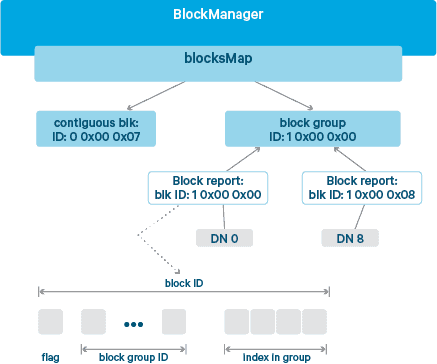 BlockManager
blocksMap
contiguous blk:
ID: 0 0x00 0x07
block group
ID: 1 0x00 0x00
Block report:
blk ID: 1 0x00 0x00
Block report:
blk ID: 1 0x00 0x08
DN 0
DN 8
block ID
•••
flag
block group ID
index in group